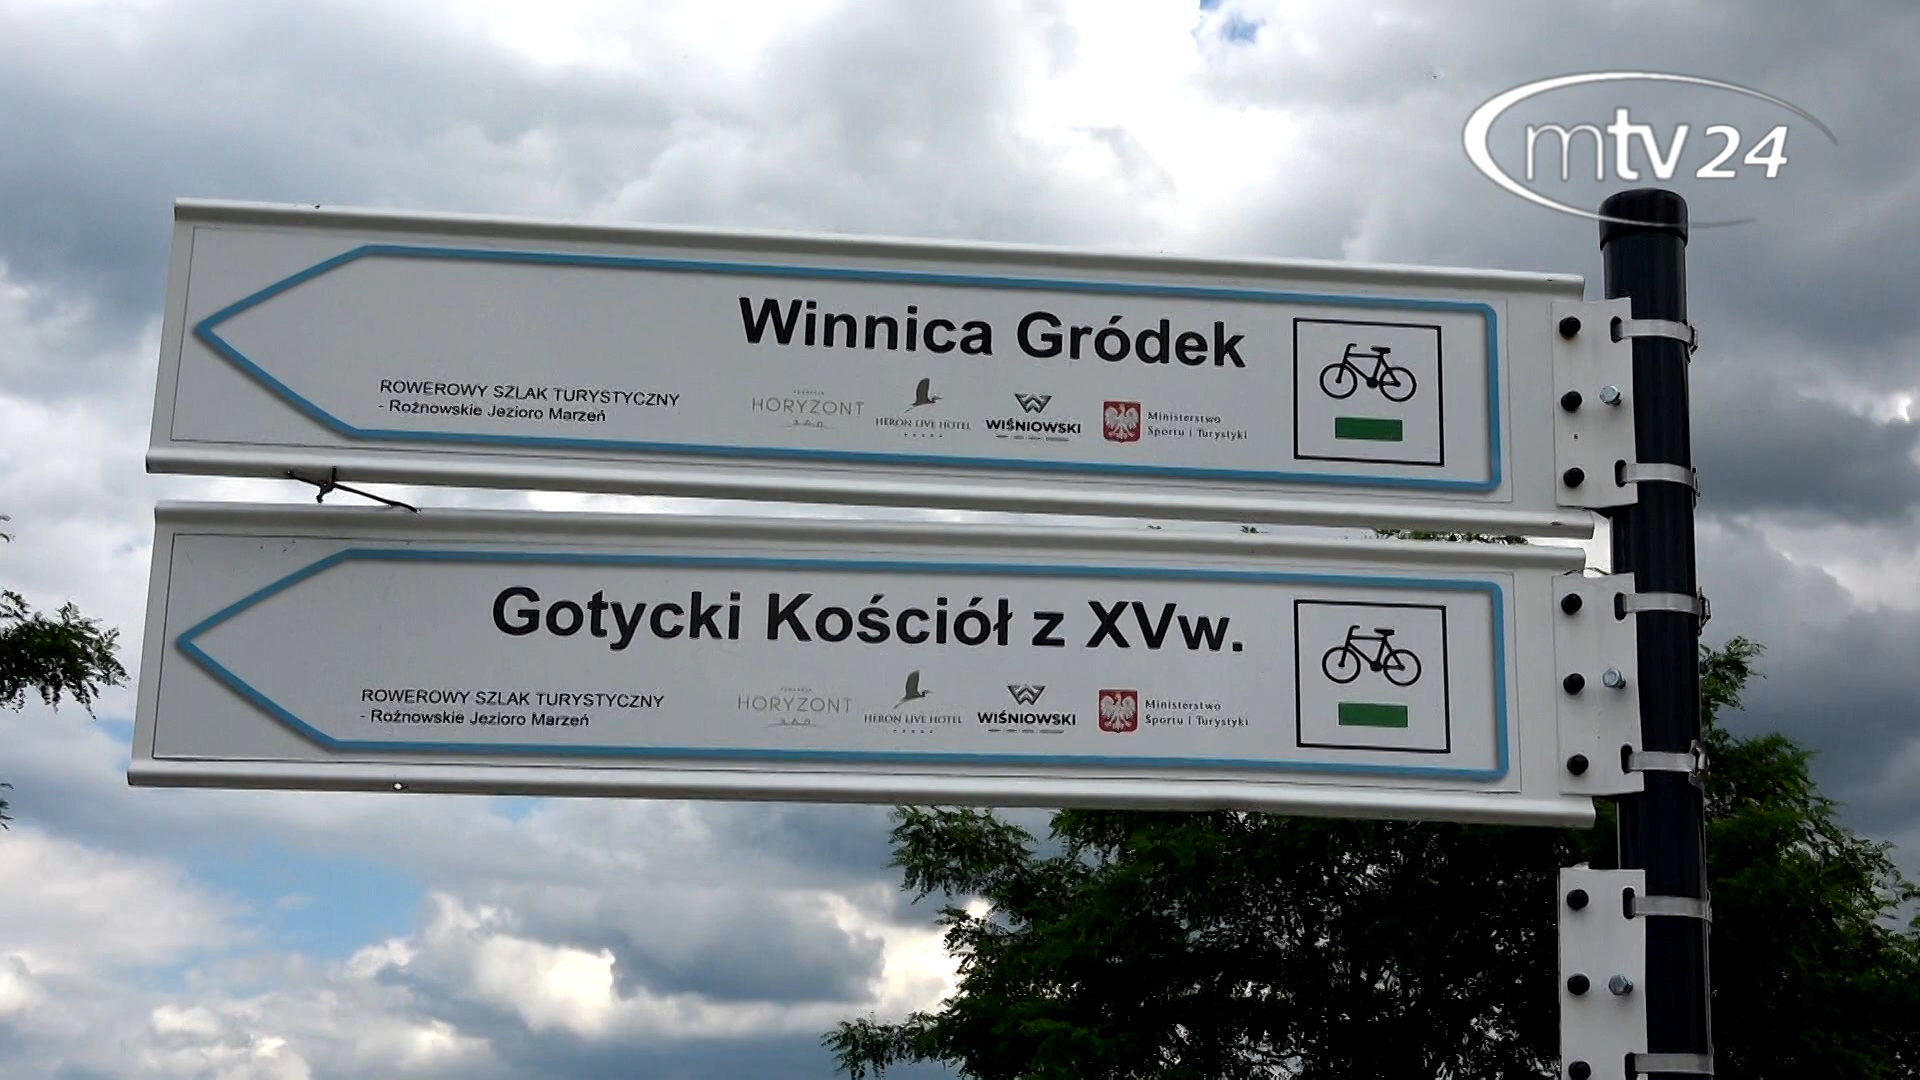 mtv24
Winnica Gródek
ROWEROWY SZLAK TURYSTYCZNY
- Rożnowskie Jezioro Marzeń
HORYZONT
HERON LIVE HOTEL
WIŚNIOWSKI
Ministerstwo
Sportu i Turystyki
Gotycki Kościół z XVw.
ROWEROWY SZLAK TURYSTYCZNY
- Rożnowskie Jezioro Marzeń
HORYZONT
HERON LIVE HOTEL
WIŚNIOWSKI
Ministerstwo
Sportu i Turystyki